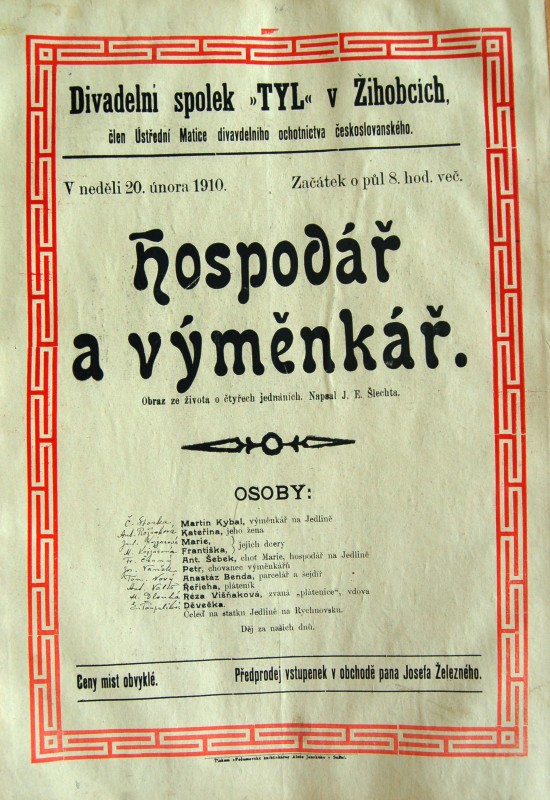 Divadelní spolek »TYL« v Žihobcích,
člen Ústřední Matice divavdelního ochotnictva českoslovanského.
V neděli 20. února 1910. Začátek o půl 8. hod. več.
Hospodář
a výměnkář.
Obraz ze života o čtyřech jednáních. Napsal J. E. Šlechta.
OSOBY:
Martin Kybal, výměnkář na Jedlině
Kateřina, jeho žena
Marie,
Františka, } jejich dcery
Ant. Šebek, choť Marie, hospodář na Jedlině
Petr, chovanec výměnkářů
Anastáz Benda, parcelář a šejdíř
Řeřicha, pláteník
Réza Višňaková, zvaná „plátenice", vdova
Děvečka.
Čeleď na statku Jedlině na Rychnovsku.
Děj za našich dnů.
Ceny míst obvyklé. Předprodej vstupenek v obchodě pana Josefa Železného.